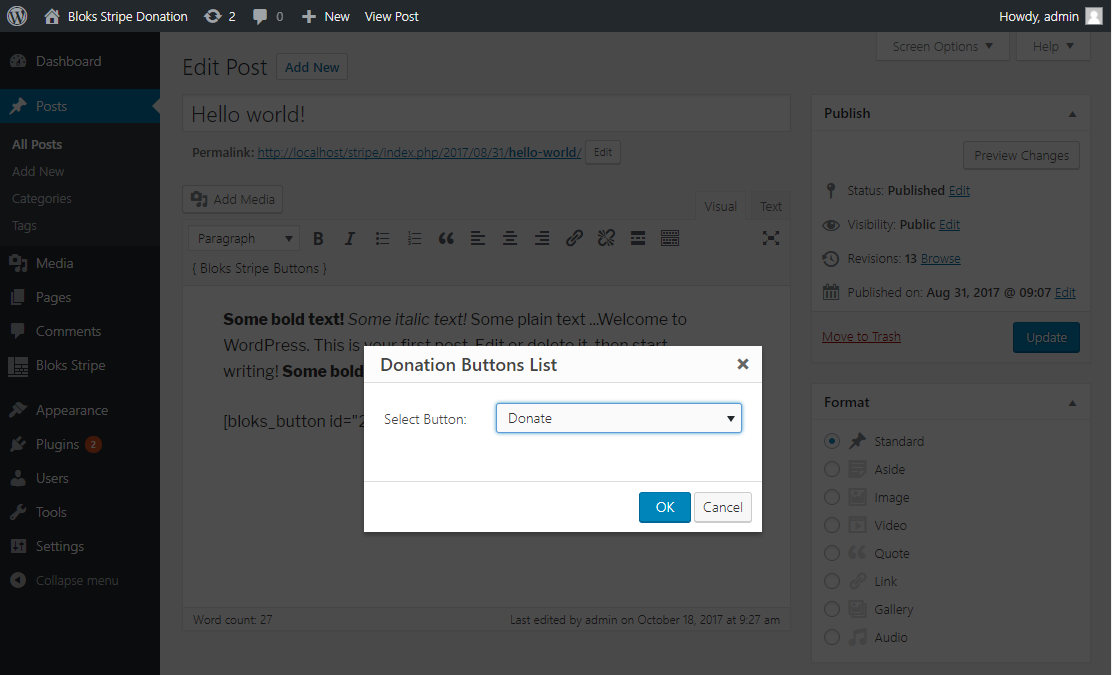 Bloks Stripe Donation 2 0 New View Post Howdy, admin
Dashboard
Posts
All Posts
Add New
Categories
Tags
Media
Pages
Comments
Bloks Stripe
Appearance
Plugins 2
Users
Tools
Settings
Collapse menu
Screen Options Help
Edit Post Add New
Hello world!
Permalink: http://localhost/stripe/index.php/2017/08/31/hello-world/ Edit
Add Media
Visual Text
Paragraph
{ Bloks Stripe Buttons }
Some bold text! Some italic text! Some plain text ...Welcome to
WordPress. This is your first post. Edit or delete it, then start
writing! Some bold
[bloks_button id="2
Word count: 27 Last edited by admin on October 18, 2017 at 9:27 am
Donation Buttons List
Select Button: Donate
OK Cancel
Publish
Preview Changes
Status: Published Edit
Visibility: Public Edit
Revisions: 13 Browse
Published on: Aug 31, 2017 @ 09:07 Edit
Move to Trash Update
Format
Standard
Aside
Image
Video
Quote
Link
Gallery
Audio